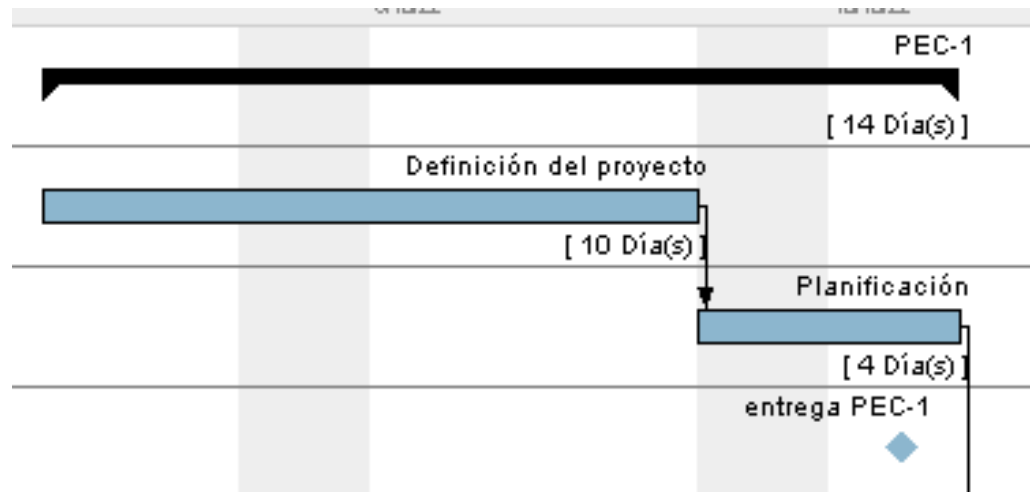 PEC-1
[ 14 Día(s) ]
Definición del proyecto
[ 10 Día(s) ]
Planificación
[ 4 Día(s) ]
entrega PEC-1